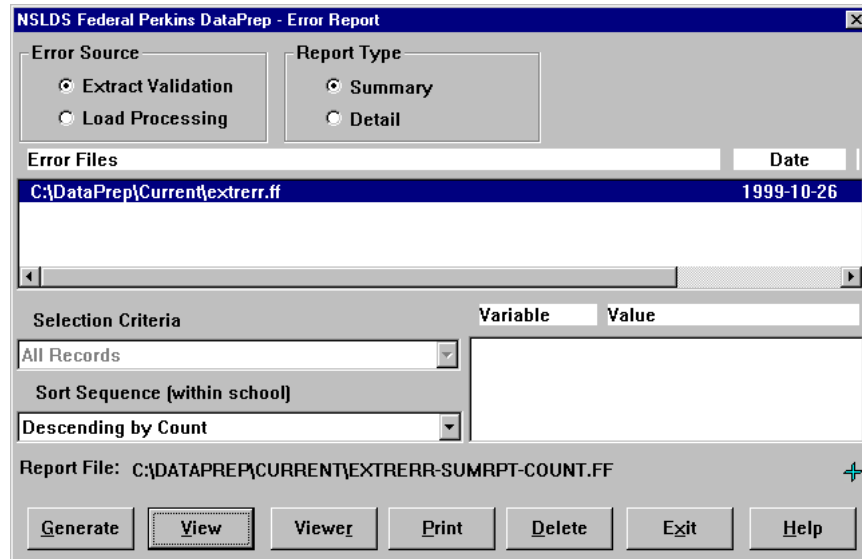 NSLDS Federal Perkins DataPrep - Error Report
Error Source Report Type
Extract Validation Summary
Load Processing Detail
Error Files Date
C:\DataPrep\Current\extrerr.ff 1999-10-26
Selection Criteria Variable Value
All Records
Sort Sequence (within school)
Descending by Count
Report File: C:\DATAPREP\CURRENT\EXTRERR-SUMRPT-COUNT.FF
Generate View Viewer Print Delete Exit Help